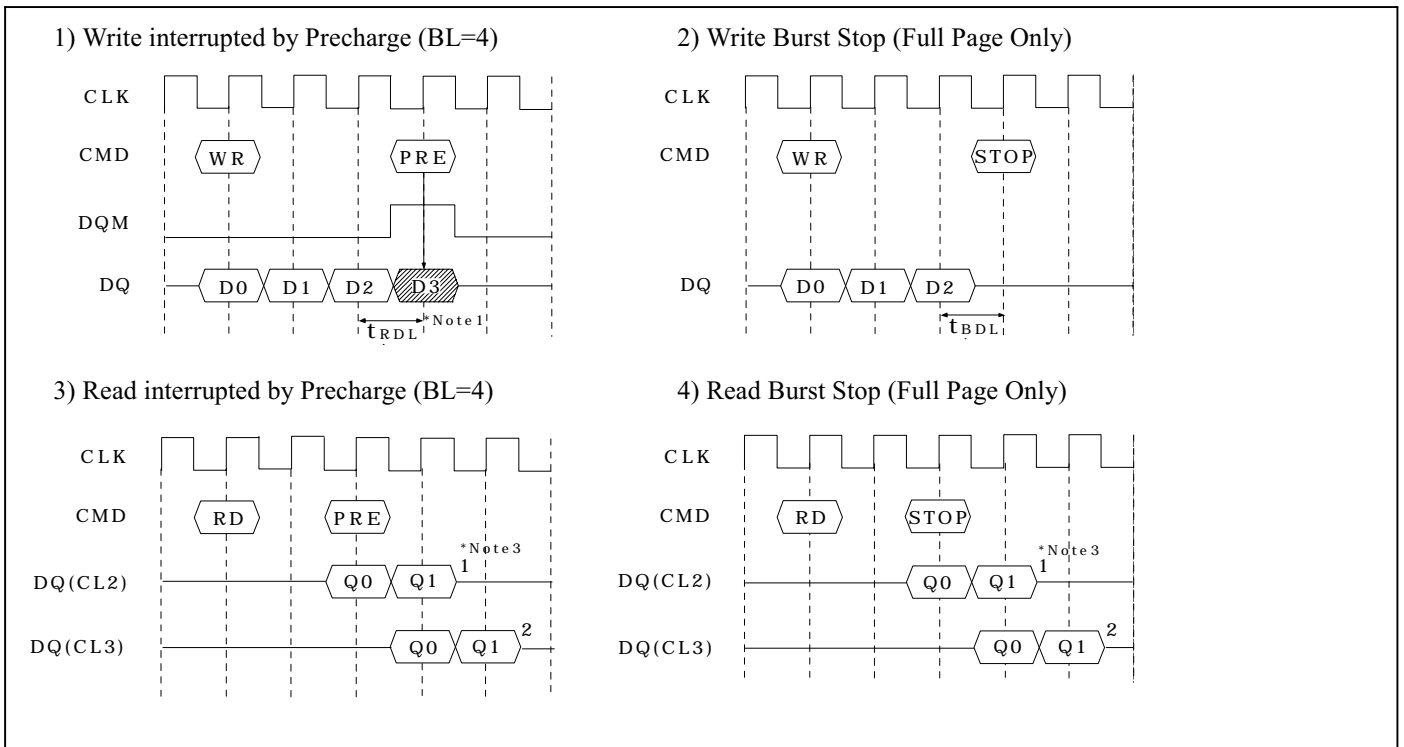 1) Write interrupted by Precharge (BL=4)
CLK
CMD WR PRE
DQM
DQ D0 D1 D2 D3
tRDL *Note1
2) Write Burst Stop (Full Page Only)
CLK
CMD WR STOP
DQ D0 D1 D2
tBDL
3) Read interrupted by Precharge (BL=4)
CLK
CMD RD PRE
*Note3
DQ(CL2) Q0 Q1 1
DQ(CL3) Q0 Q1 2
4) Read Burst Stop (Full Page Only)
CLK
CMD RD STOP
*Note3
DQ(CL2) Q0 Q1 1
DQ(CL3) Q0 Q1 2